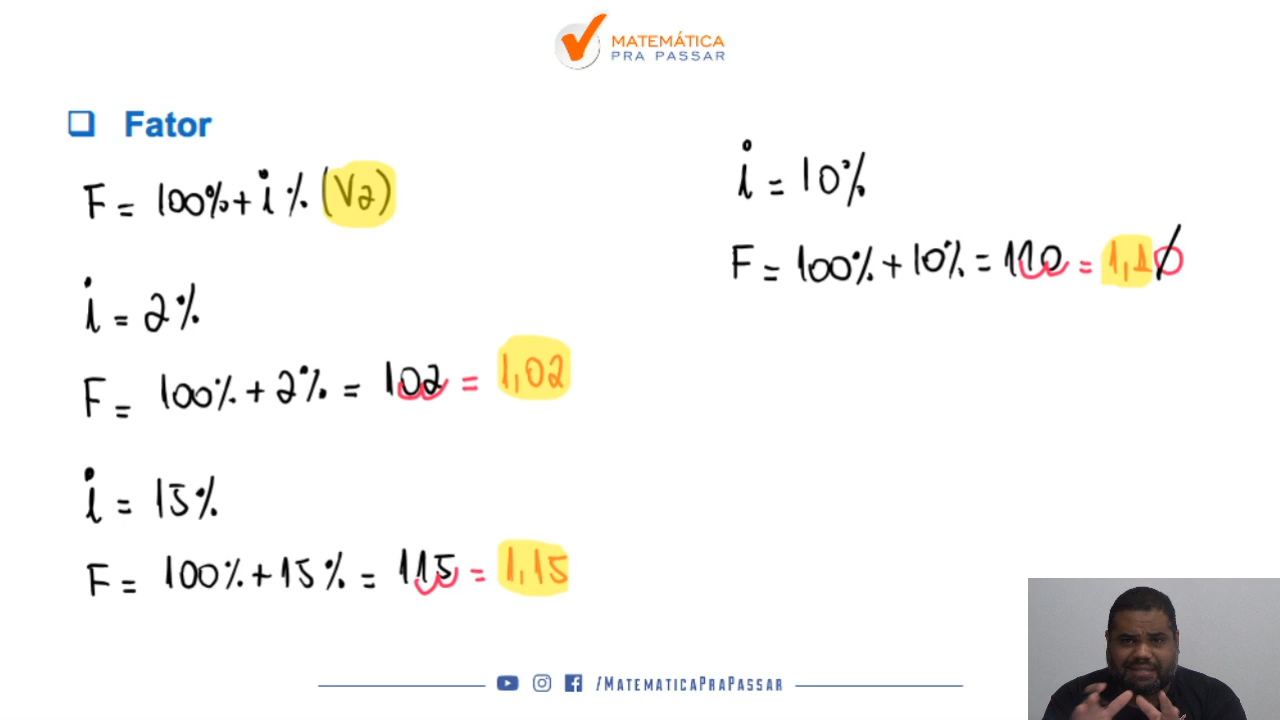 MATEMÁTICA
PRA PASSAR
Fator
F = 100% + i % (Va)
i = 2%
F = 100% + 2% = 102 = 1,02
i = 15%
F = 100% + 15% = 115 = 1,15
i = 10%
F = 100% + 10% = 110 = 1,10
/MATEMATICAPRAPASSAR